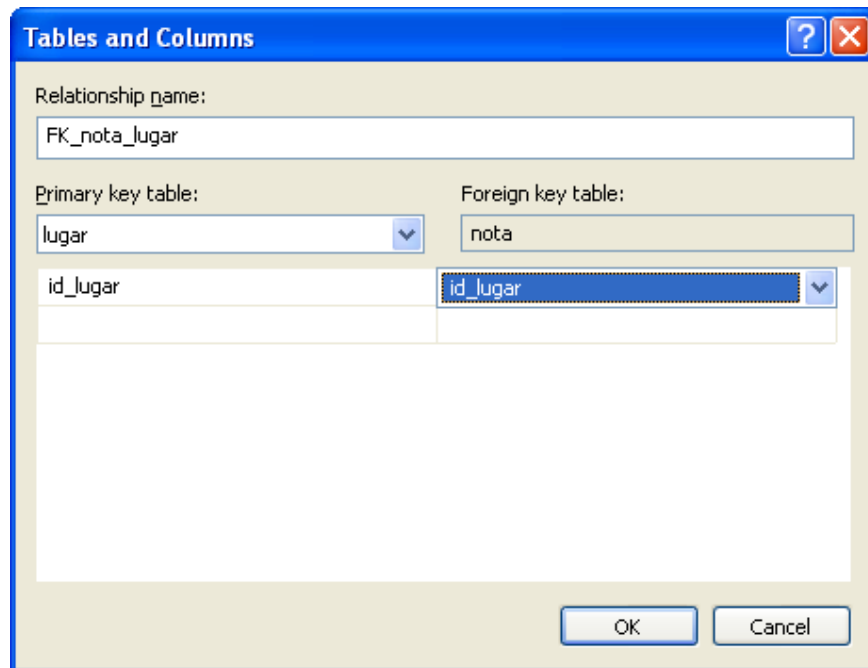 Tables and Columns
Relationship name:
FK_nota_lugar
Primary key table: Foreign key table:
lugar nota
id_lugar id_lugar
OK Cancel